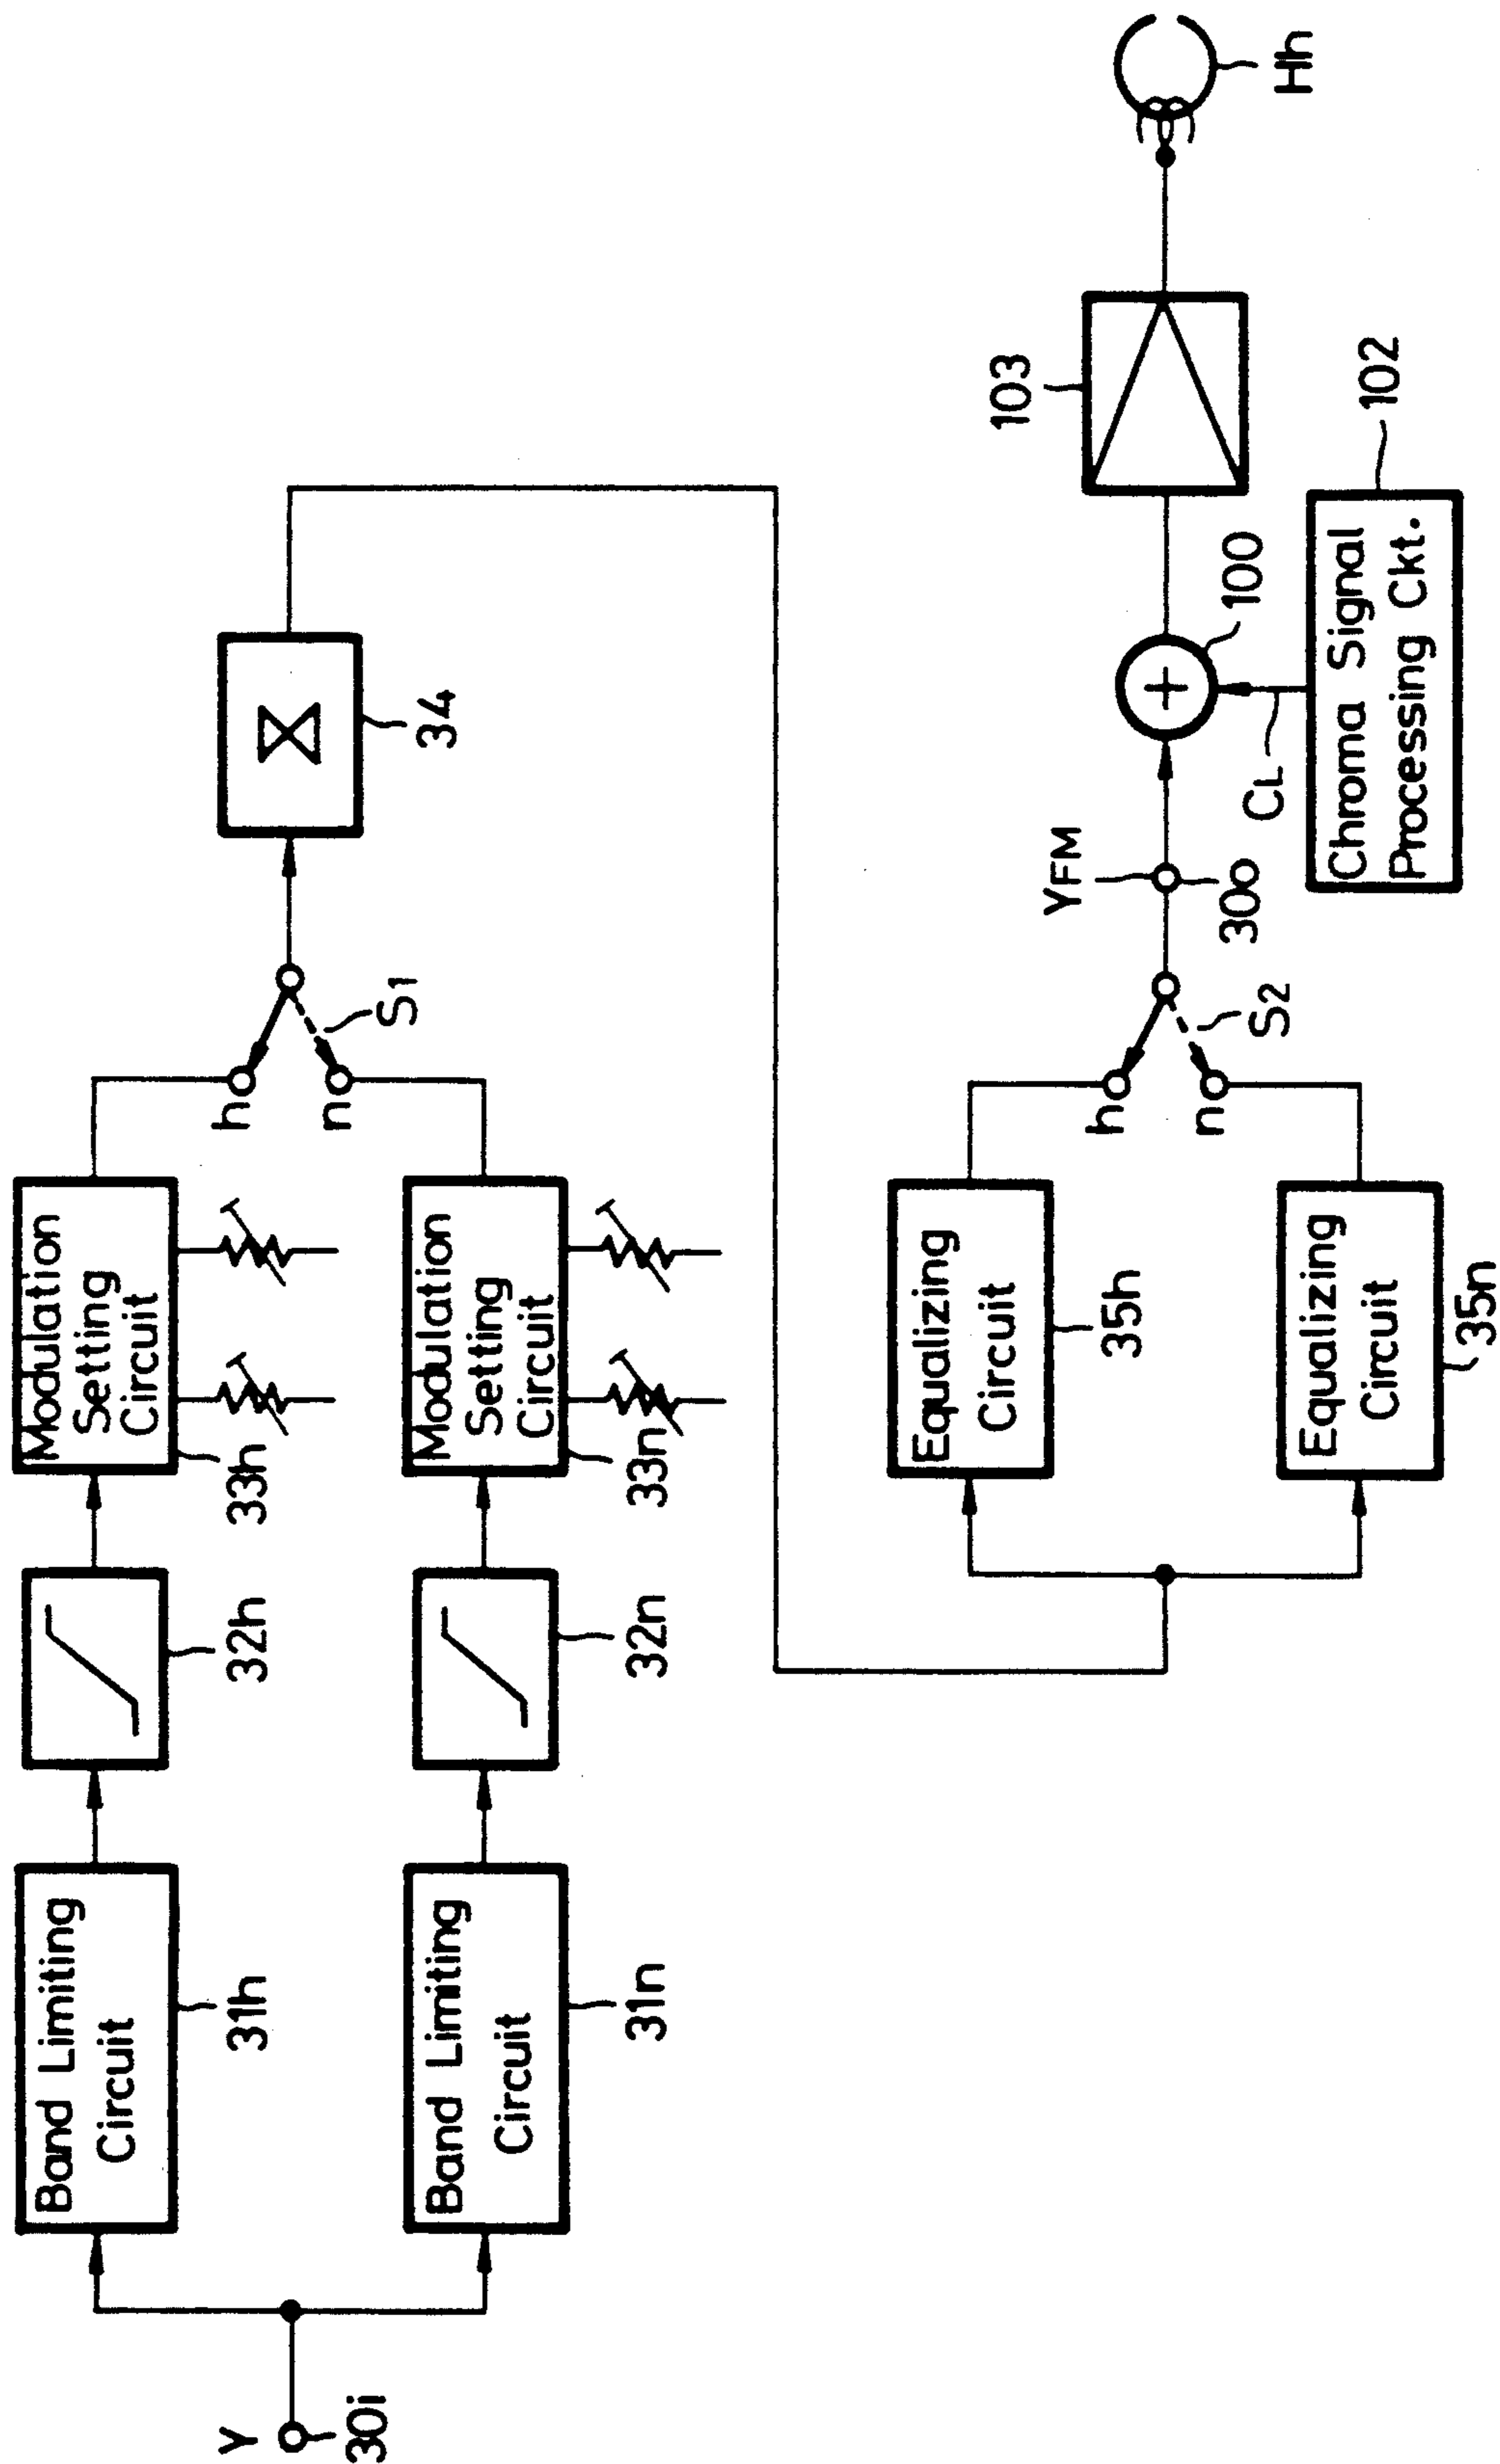 Y
30i
Band Limiting
Circuit
31h
32h
Modulation
Setting
Circuit
33h
Band Limiting
Circuit
31n
32n
Modulation
Setting
Circuit
33n
h
n
S1
34
Equalizing
Circuit
35h
Equalizing
Circuit
35n
h
n
S2
YFM
30o
+
100
CL
Chroma Signal
Processing Ckt.
102
103
Hh